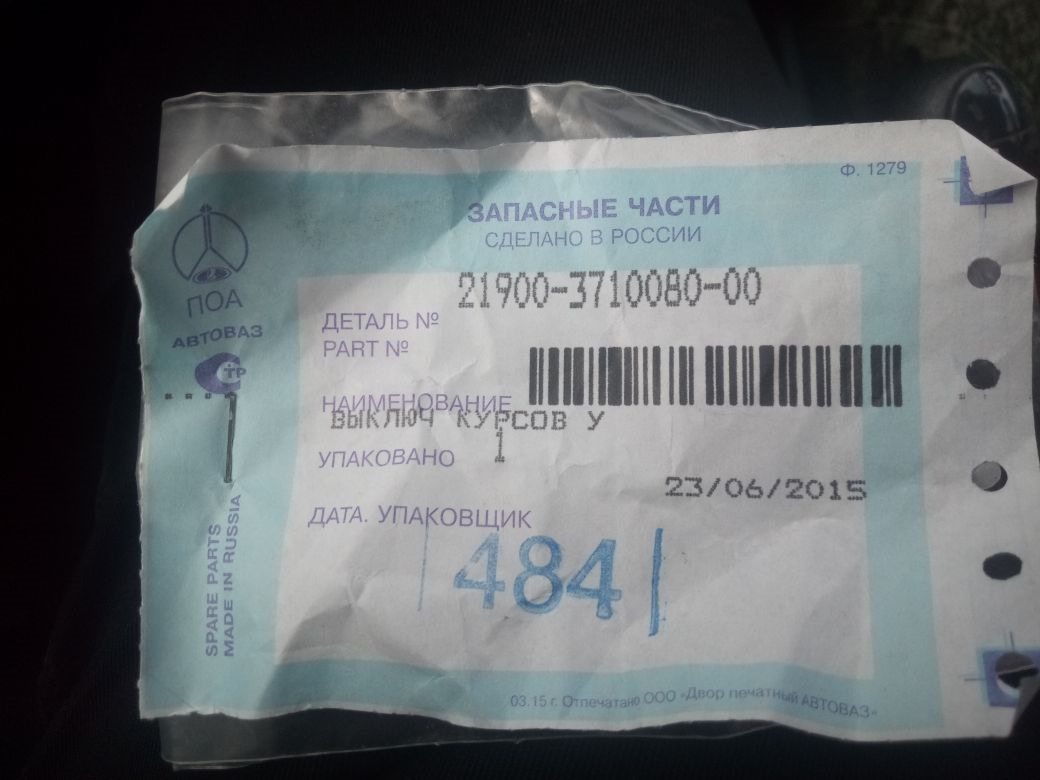 Ф. 1279
ЗАПАСНЫЕ ЧАСТИ
СДЕЛАНО В РОССИИ
21900-3710080-00
ДЕТАЛЬ №
PART №
НАИМЕНОВАНИЕ
ВЫКЛЮЧ КУРСОВ У
УПАКОВАНО 1
23/06/2015
ДАТА. УПАКОВЩИК
484
ПОА
АВТОВАЗ
СТР
SPARE PARTS
MADE IN RUSSIA
03.15 г. Отпечатано ООО «Двор печатный АВТОВАЗ»